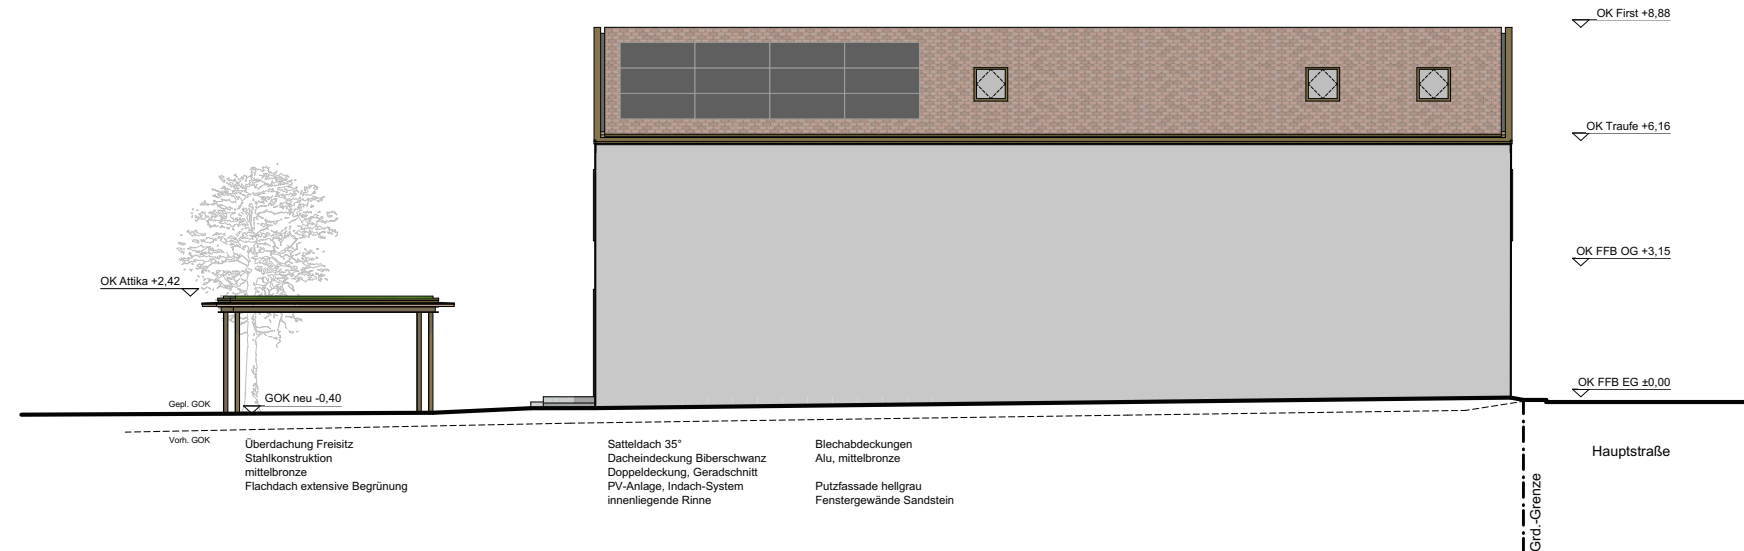 OK First +8,88
OK Traufe +6,16
OK FFB OG +3,15
OK Attika +2,42
OK FFB EG ±0,00
GOK neu -0,40
Gepl. GOK
Vorh. GOK
Überdachung Freisitz
Stahlkonstruktion
mittelbronze
Flachdach extensive Begrünung
Satteldach 35°
Dacheindeckung Biberschwanz
Doppeldeckung, Geradschnitt
PV-Anlage, Indach-System
innenliegende Rinne
Blechabdeckungen
Alu, mittelbronze
Putzfassade hellgrau
Fenstergewände Sandstein
Hauptstraße
Grd.-Grenze